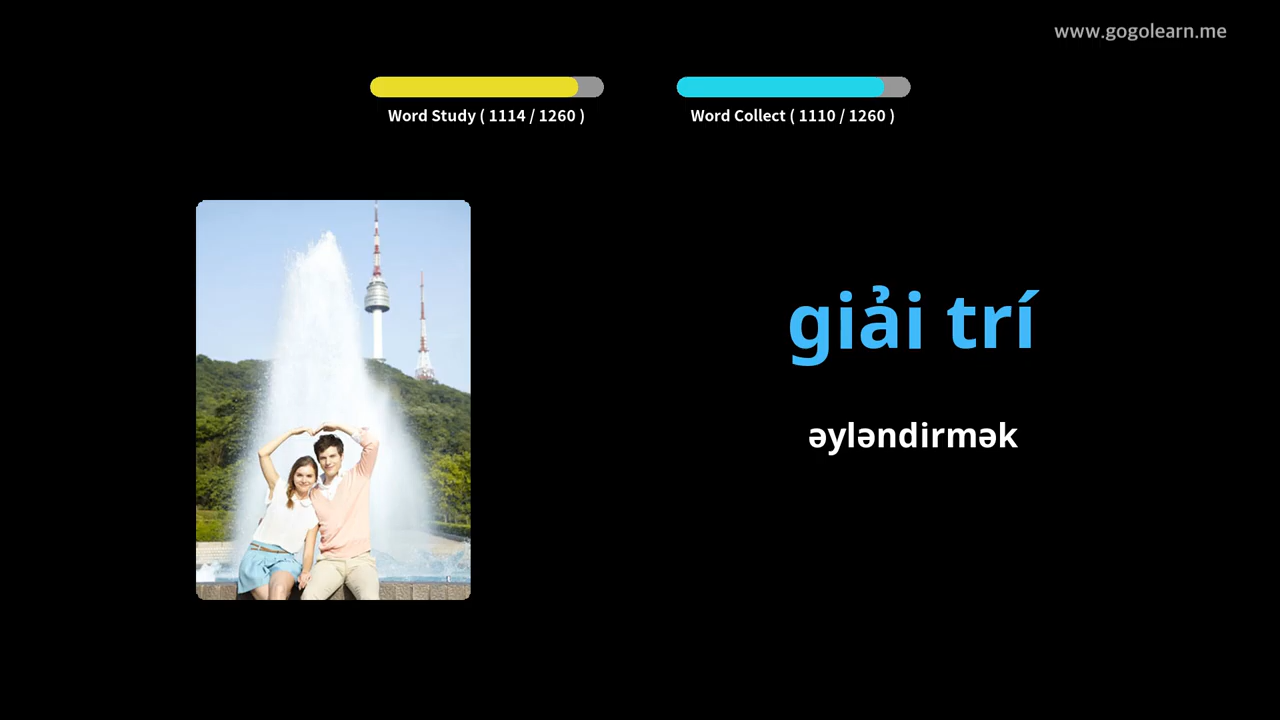 www.gogolearn.me
Word Study ( 1114 / 1260 )
Word Collect ( 1110 / 1260 )
giải trí
əyləndirmək